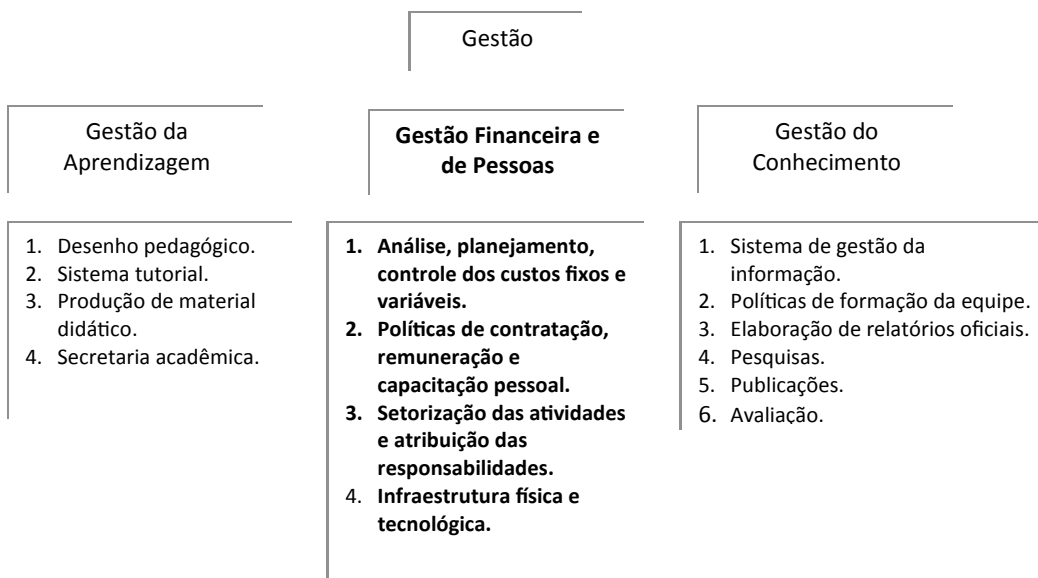 Gestão
Gestão da
Aprendizagem
Gestão Financeira e
de Pessoas
Gestão do
Conhecimento
1. Desenho pedagógico.
2. Sistema tutorial.
3. Produção de material
didático.
4. Secretaria acadêmica.
1. Análise, planejamento,
controle dos custos fixos e
variáveis.
2. Políticas de contratação,
remuneração e
capacitação pessoal.
3. Setorização das atividades
e atribuição das
responsabilidades.
4. Infraestrutura física e
tecnológica.
1. Sistema de gestão da
informação.
2. Políticas de formação da equipe.
3. Elaboração de relatórios oficiais.
4. Pesquisas.
5. Publicações.
6. Avaliação.